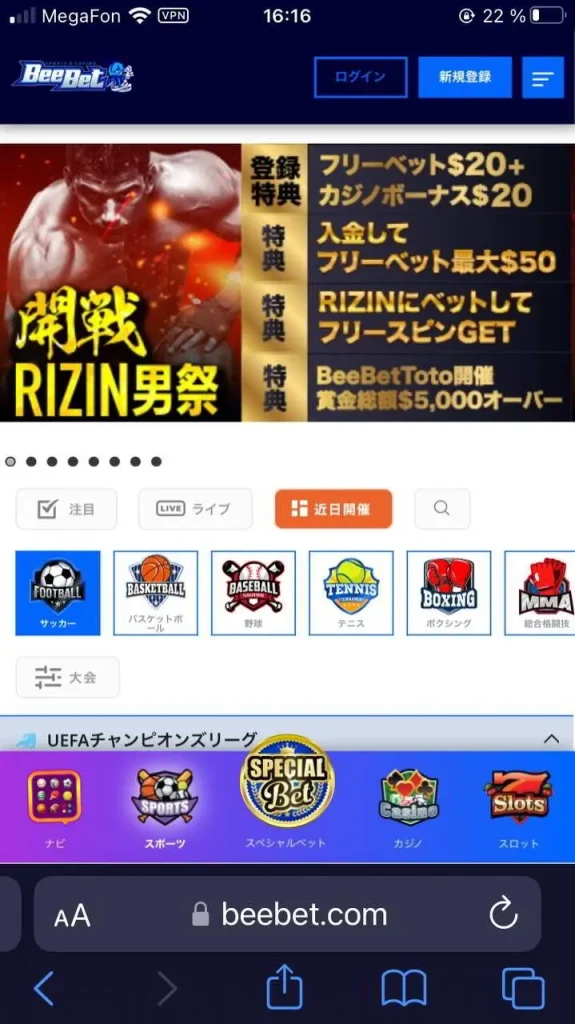 MegaFon VPN 16:16 22 %
BeeBet
ログイン 新規登録
開戦
RIZIN男祭
登録特典 フリーベット$20+
カジノボーナス$20
特典 入金して
フリーベット最大$50
特典 RIZINにベットして
フリースピンGET
特典 BeeBetToto開催
賞金総額$5,000オーバー
注目 LIVE ライブ 近日開催
FOOTBALL BASKETBALL BASEBALL TENNIS BOXING MMA
サッカー バスケットボール 野球 テニス ボクシング 総合格闘技
大会
UEFAチャンピオンズリーグ
SPORTS SPECIAL Bet Casino Slots
ナビ スポーツ スペシャルベット カジノ スロット
AA beebet.com